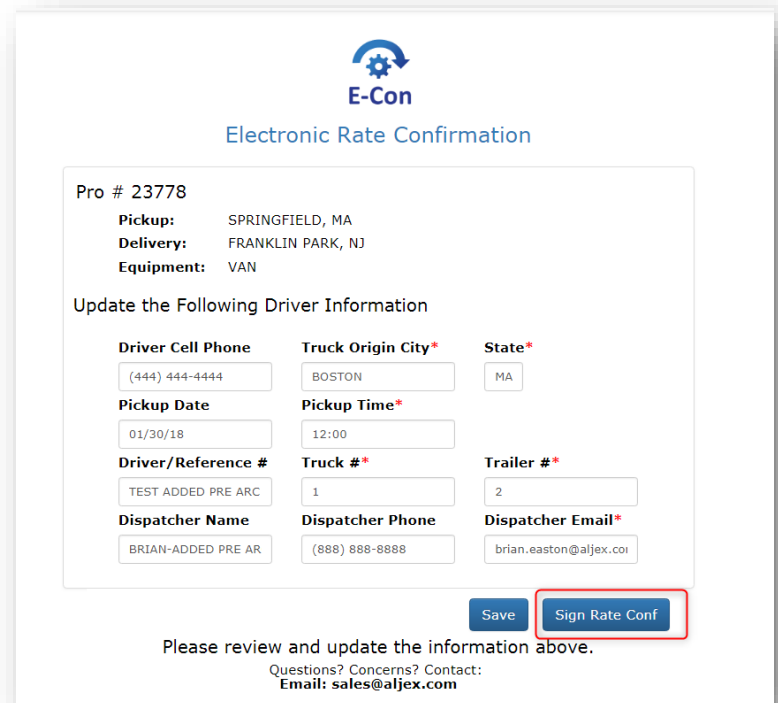 E-Con
Electronic Rate Confirmation
Pro # 23778
Pickup: SPRINGFIELD, MA
Delivery: FRANKLIN PARK, NJ
Equipment: VAN
Update the Following Driver Information
Driver Cell Phone Truck Origin City* State*
(444) 444-4444 BOSTON MA
Pickup Date Pickup Time*
01/30/18 12:00
Driver/Reference # Truck #* Trailer #*
TEST ADDED PRE ARC 1 2
Dispatcher Name Dispatcher Phone Dispatcher Email*
BRIAN-ADDED PRE AR (888) 888-8888 brian.easton@aljex.co
Save Sign Rate Conf
Please review and update the information above.
Questions? Concerns? Contact:
Email: sales@aljex.com